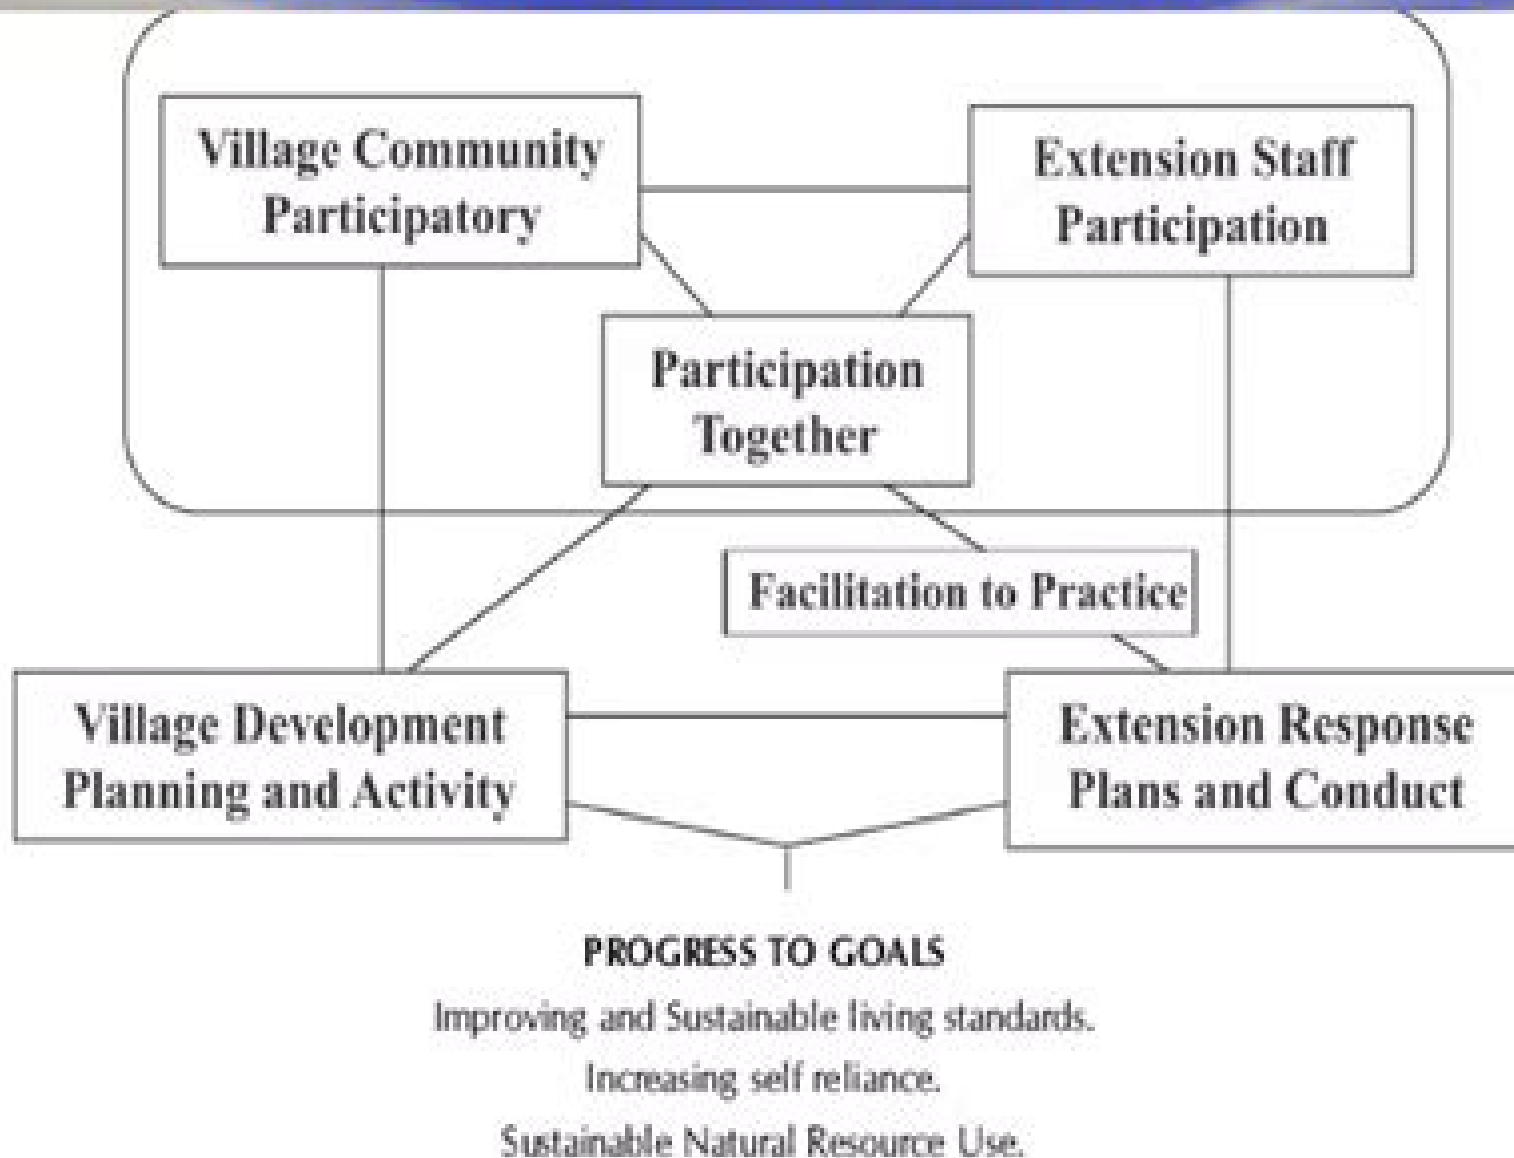 Village Community
Participatory
Extension Staff
Participation
Participation
Together
Facilitation to Practice
Village Development
Planning and Activity
Extension Response
Plans and Conduct
PROGRESS TO GOALS
Improving and Sustainable living standards.
Increasing self reliance.
Sustainable Natural Resource Use.